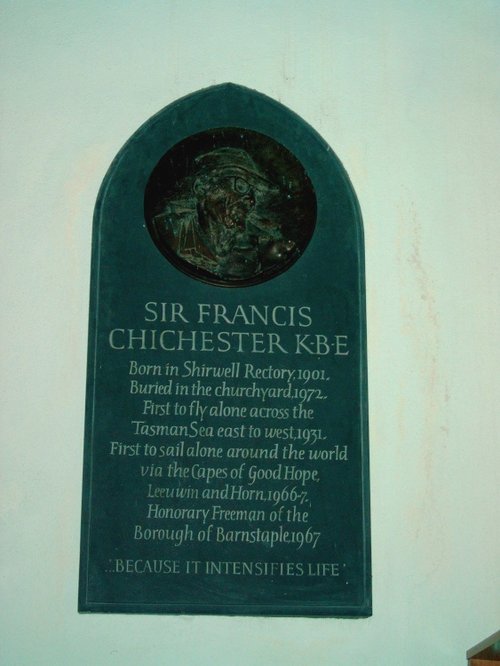 SIR FRANCIS
CHICHESTER K·B·E
Born in Shirwell Rectory, 1901.
Buried in the churchyard, 1972.
First to fly alone across the
Tasman Sea east to west, 1931.
First to sail alone around the world
via the Capes of Good Hope,
Leeuwin and Horn. 1966-7.
Honorary Freeman of the
Borough of Barnstaple. 1967
'BECAUSE IT INTENSIFIES LIFE'